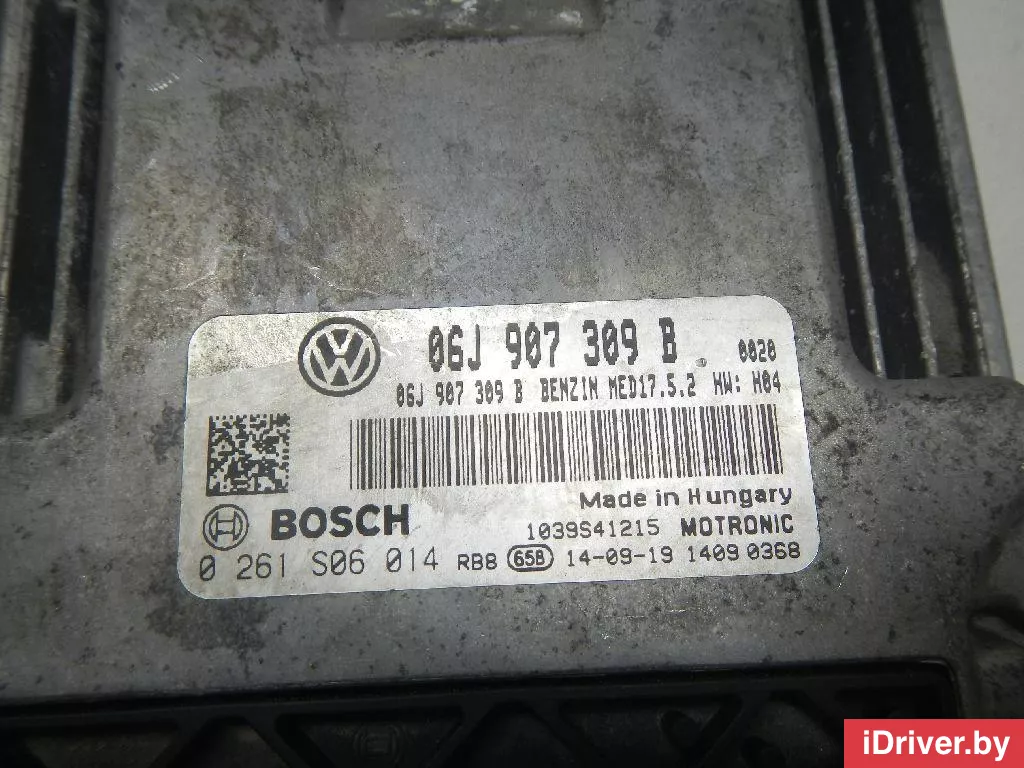 06J 907 309 B 0020
06J 907 309 B BENZIN MED17.5.2 HW: H04
Made in Hungary
BOSCH 1039S41215 MOTRONIC
0 261 S06 014 RB8 658 14-09-19 1409 0368
iDriver.by